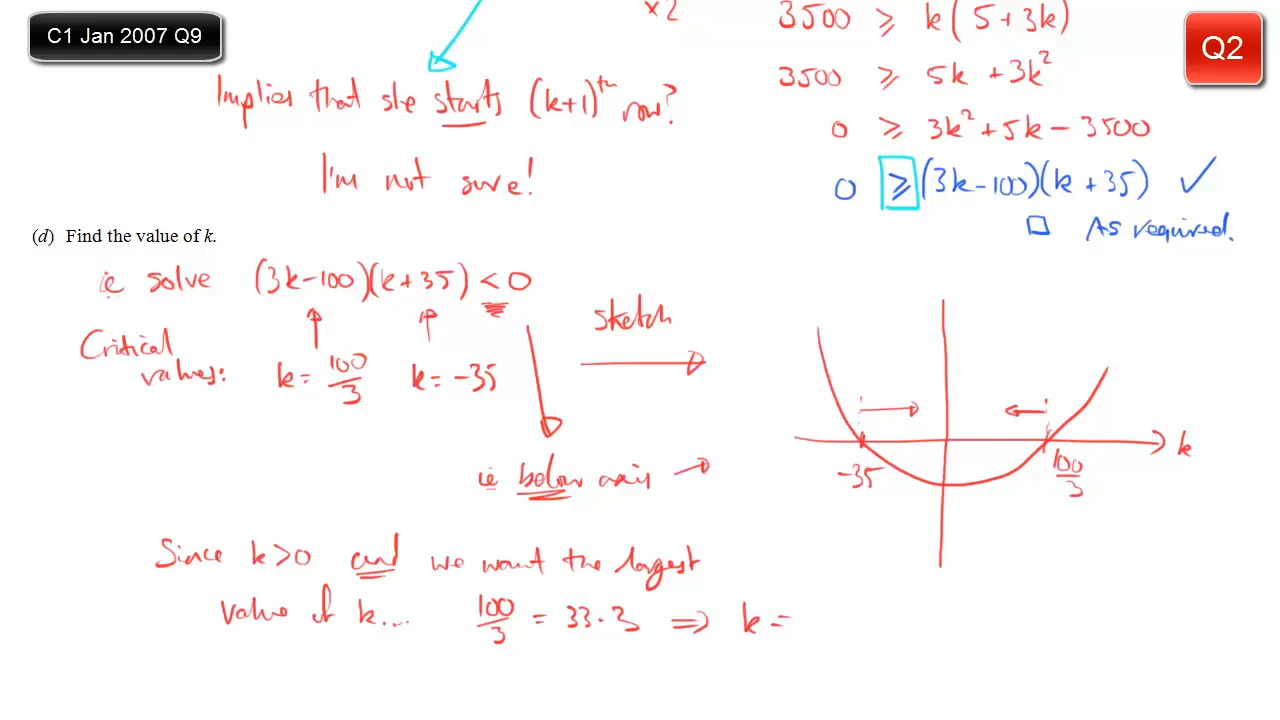 C1 Jan 2007 Q9
Q2
×2
3500 ≥ k(5+3k)
3500 ≥ 5k + 3k²
0 ≥ 3k² + 5k - 3500
0 ≥ (3k-100)(k+35) ✓
□ As required.
Implies that she starts (k+1)th row?
I'm not sure!
(d) Find the value of k.
ie solve (3k-100)(k+35) < 0
Critical values: k = 100/3 k = -35
sketch
ie below axis →
-35
100/3
k
Since k>0 and we want the largest
value of k... 100/3 = 33.3 ⇒ k =